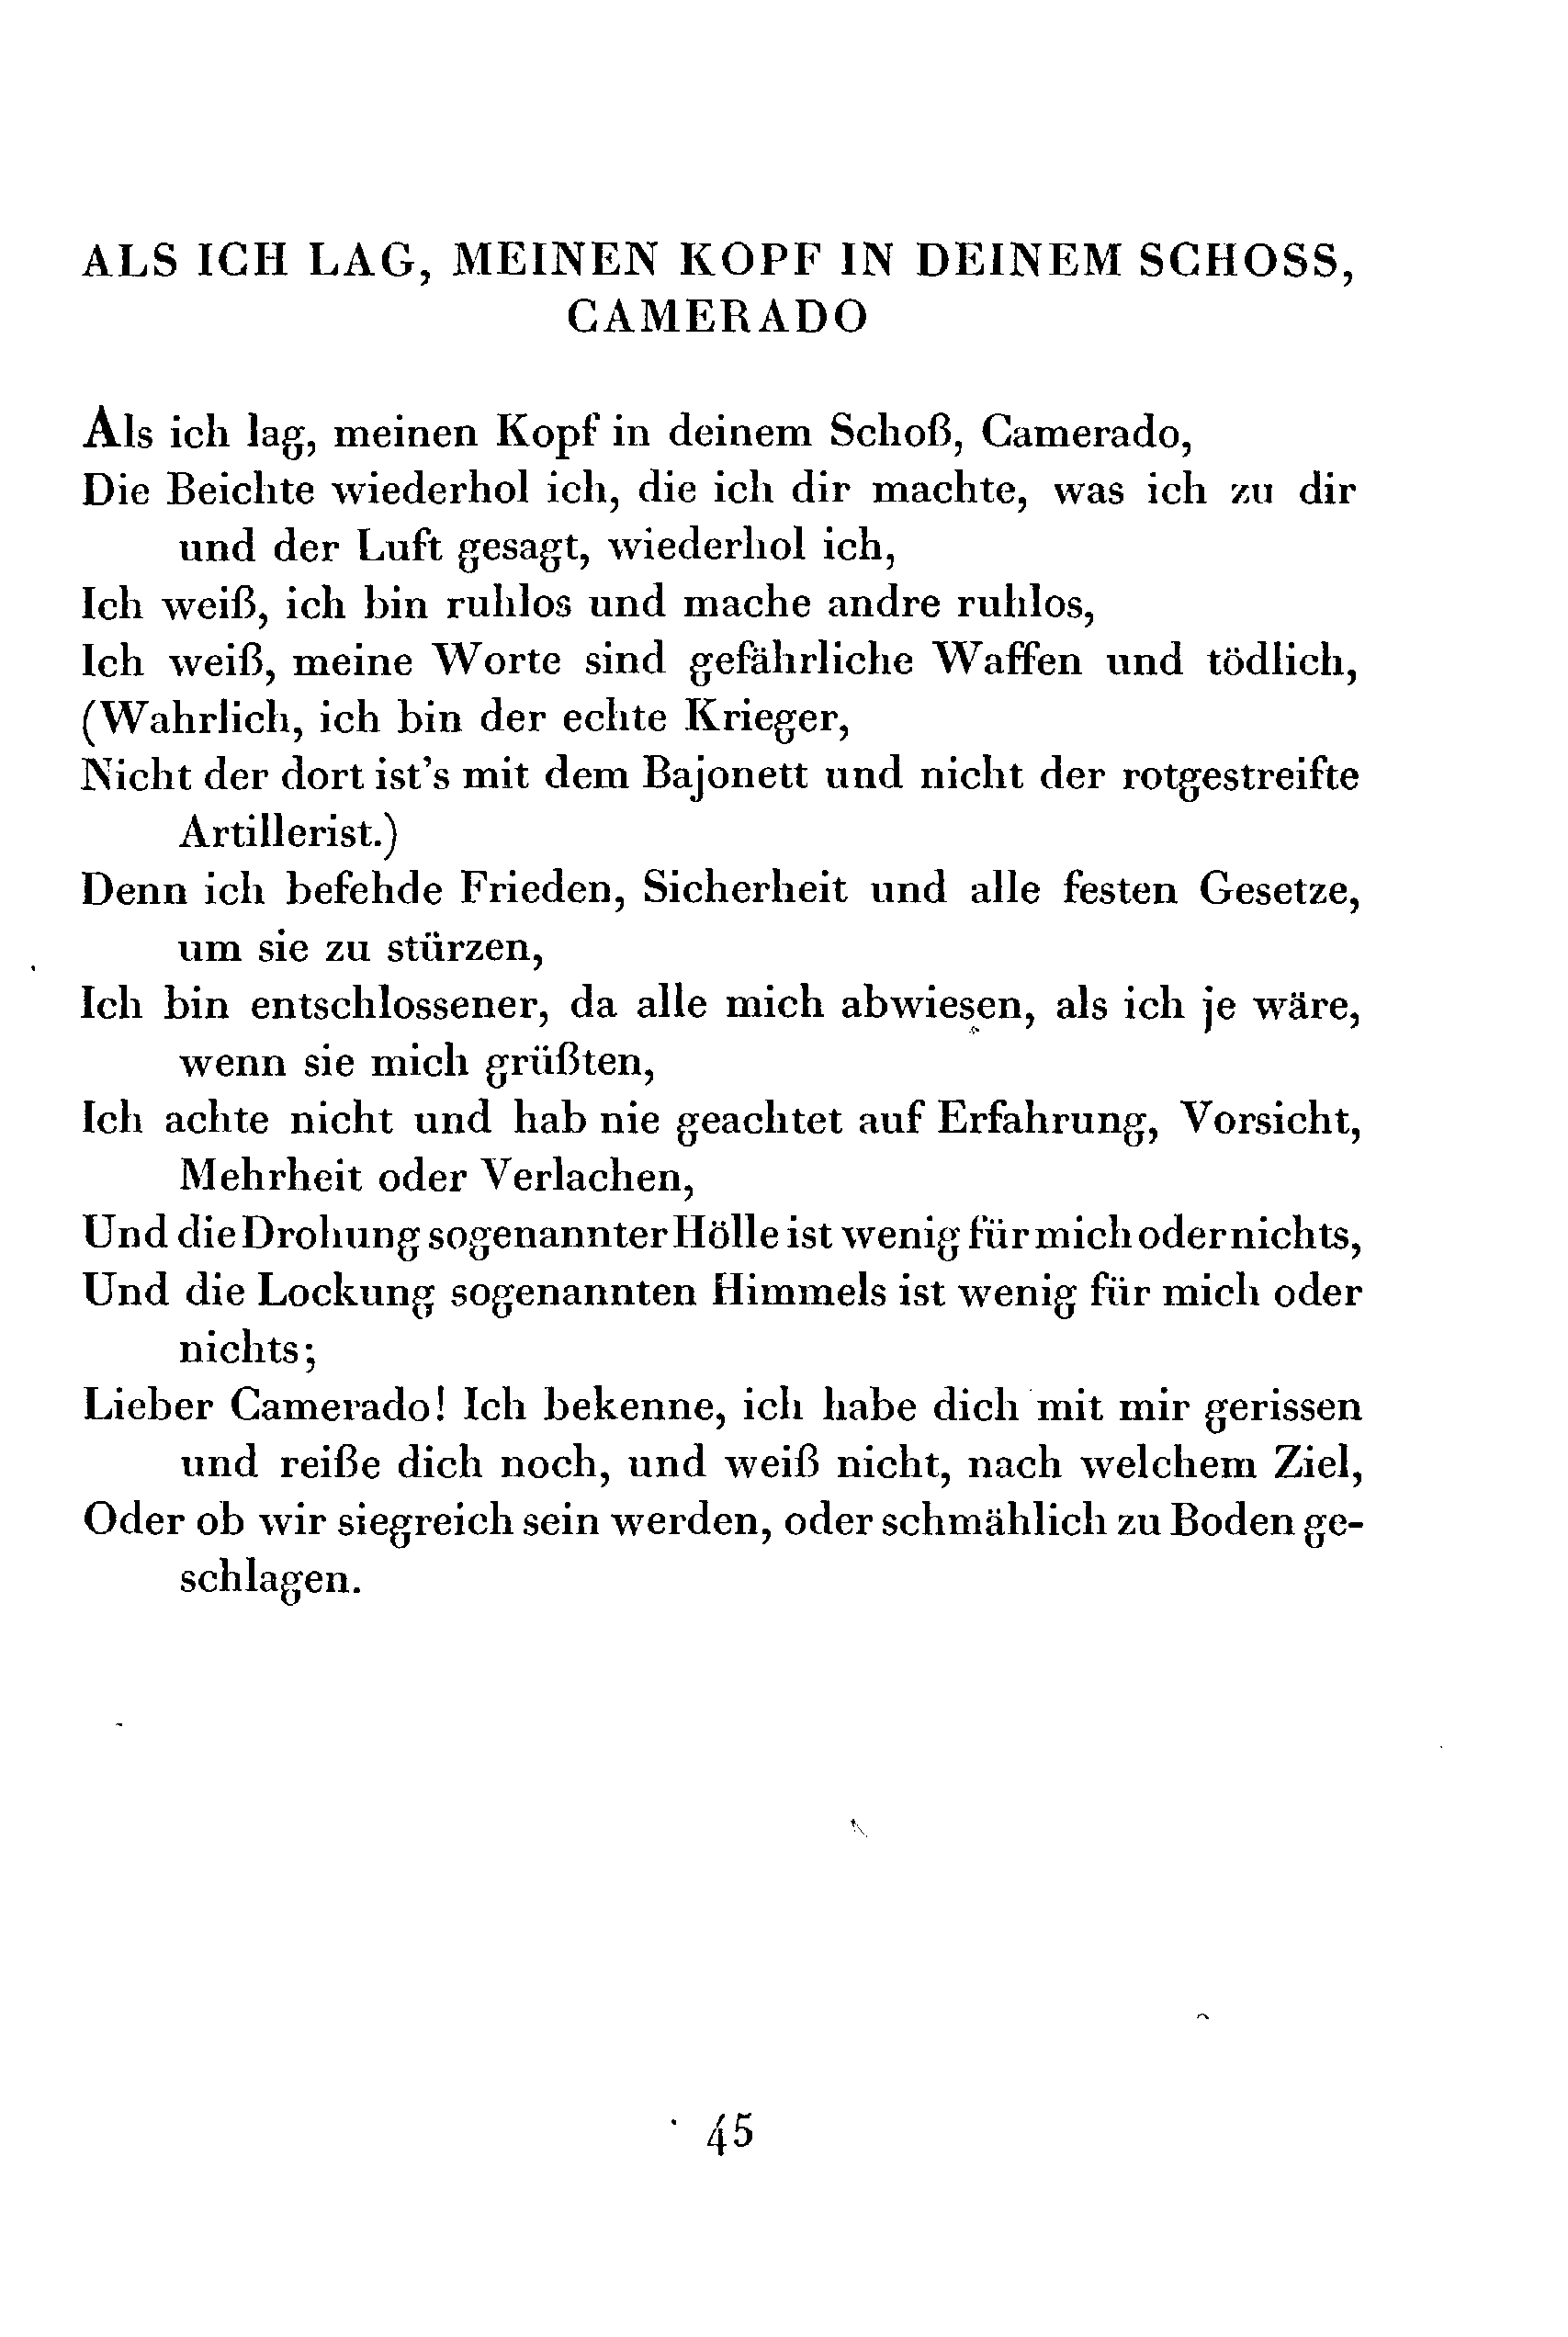 ALS ICH LAG, MEINEN KOPF IN DEINEM SCHOSS,
CAMERADO
Als ich lag, meinen Kopf in deinem Schoß, Camerado,
Die Beichte wiederhol ich, die ich dir machte, was ich zu dir
und der Luft gesagt, wiederhol ich,
Ich weiß, ich bin ruhlos und mache andre ruhlos,
Ich weiß, meine Worte sind gefährliche Waffen und tödlich,
(Wahrlich, ich bin der echte Krieger,
Nicht der dort ist's mit dem Bajonett und nicht der rotgestreifte
Artillerist.)
Denn ich befehde Frieden, Sicherheit und alle festen Gesetze,
um sie zu stürzen,
Ich bin entschlossener, da alle mich abwiesen, als ich je wäre,
wenn sie mich grüßten,
Ich achte nicht und hab nie geachtet auf Erfahrung, Vorsicht,
Mehrheit oder Verlachen,
Und die Drohung sogenannter Hölle ist wenig für mich oder nichts,
Und die Lockung sogenannten Himmels ist wenig für mich oder
nichts;
Lieber Camerado! Ich bekenne, ich habe dich mit mir gerissen
und reiße dich noch, und weiß nicht, nach welchem Ziel,
Oder ob wir siegreich sein werden, oder schmählich zu Boden ge-
schlagen.
45